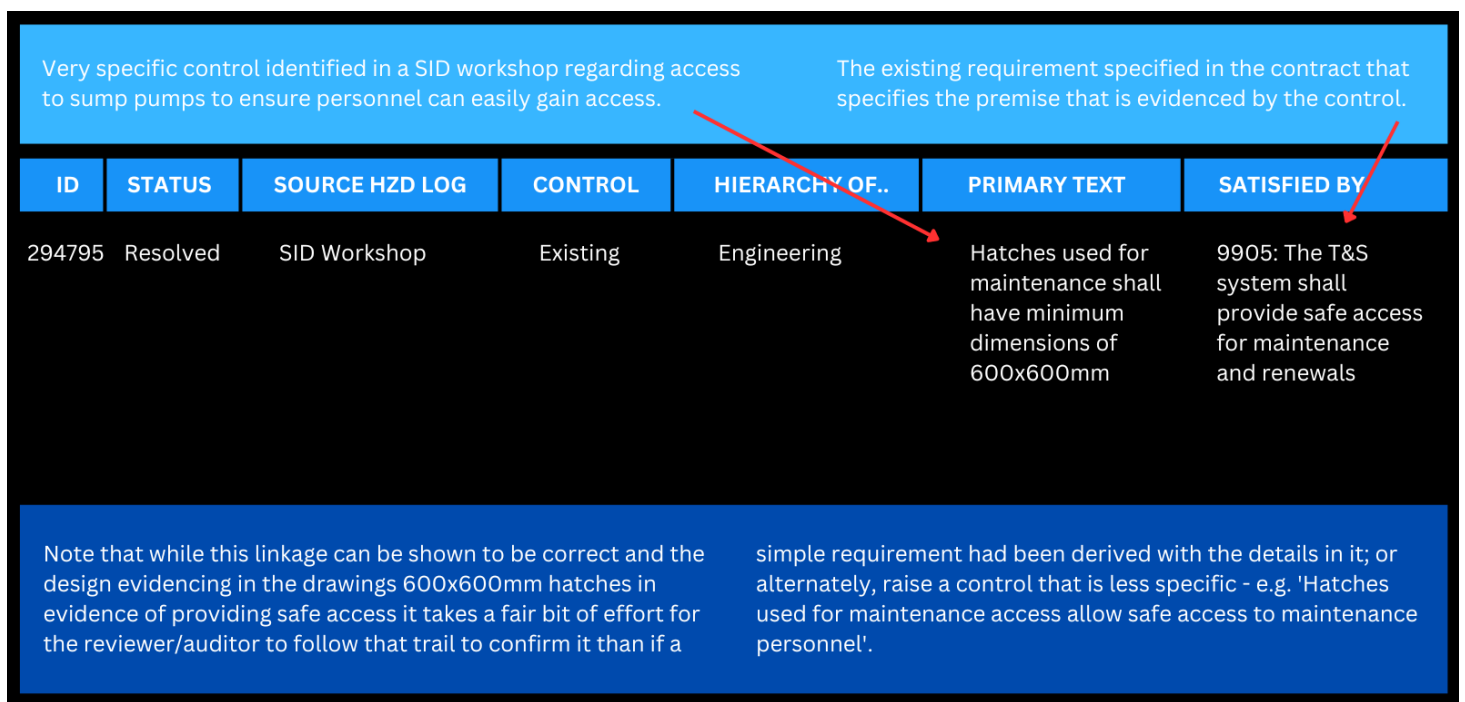 Very specific control identified in a SID workshop regarding access
to sump pumps to ensure personnel can easily gain access.
The existing requirement specified in the contract that
specifies the premise that is evidenced by the control.
ID STATUS SOURCE HZD LOG CONTROL HIERARCHY OF.. PRIMARY TEXT SATISFIED BY
294795 Resolved SID Workshop Existing Engineering
Hatches used for
maintenance shall
have minimum
dimensions of
600x600mm
9905: The T&S
system shall
provide safe access
for maintenance
and renewals
Note that while this linkage can be shown to be correct and the
design evidencing in the drawings 600x600mm hatches in
evidence of providing safe access it takes a fair bit of effort for
the reviewer/auditor to follow that trail to confirm it than if a
simple requirement had been derived with the details in it; or
alternately, raise a control that is less specific - e.g. 'Hatches
used for maintenance access allow safe access to maintenance
personnel'.